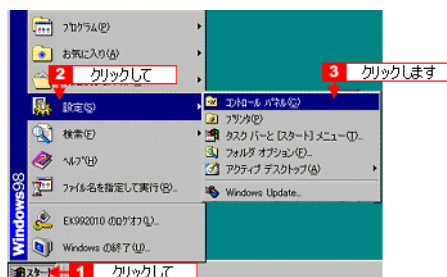 プログラム(P)
お気に入り(A)
2 クリックして
3 クリックします
設定(S)
コントロール パネル(C)
プリンタ(P)
検索(F)
タスク バーと [スタート] メニュー(T)...
フォルダ オプション(F)...
ヘルプ(H)
アクティブ デスクトップ(A)
ファイル名を指定して実行(R)...
Windows Update...
EX992010 のログオフ(L)...
Windows の終了(U)...
Windows98
スタート
1 クリックして